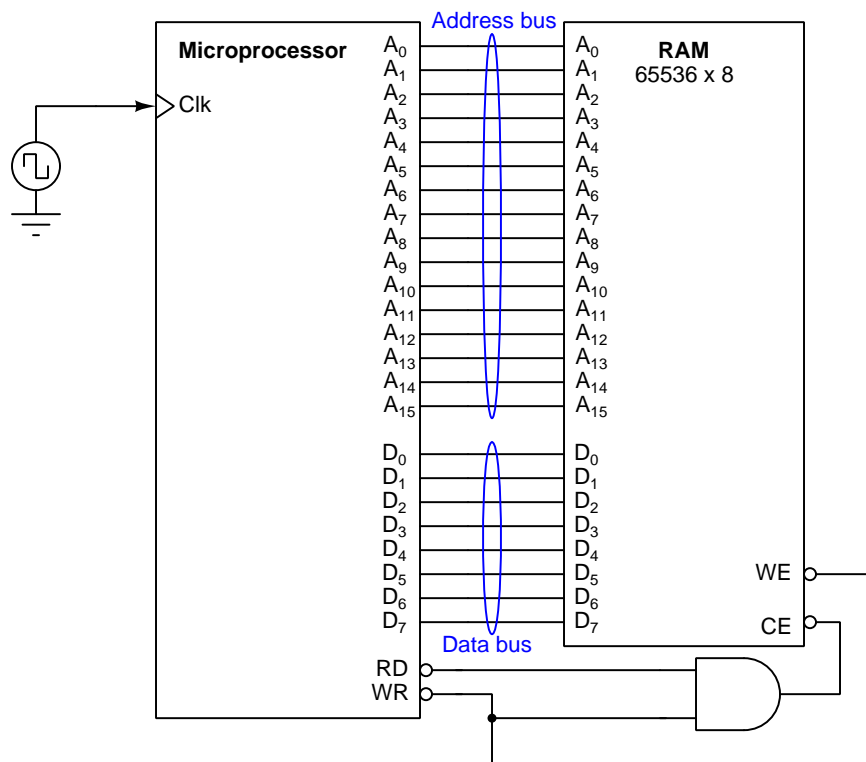 Address bus
Microprocessor
Clk
A0
A1
A2
A3
A4
A5
A6
A7
A8
A9
A10
A11
A12
A13
A14
A15
D0
D1
D2
D3
D4
D5
D6
D7
RD
WR
RAM
65536 x 8
A0
A1
A2
A3
A4
A5
A6
A7
A8
A9
A10
A11
A12
A13
A14
A15
D0
D1
D2
D3
D4
D5
D6
D7
WE
CE
Data bus